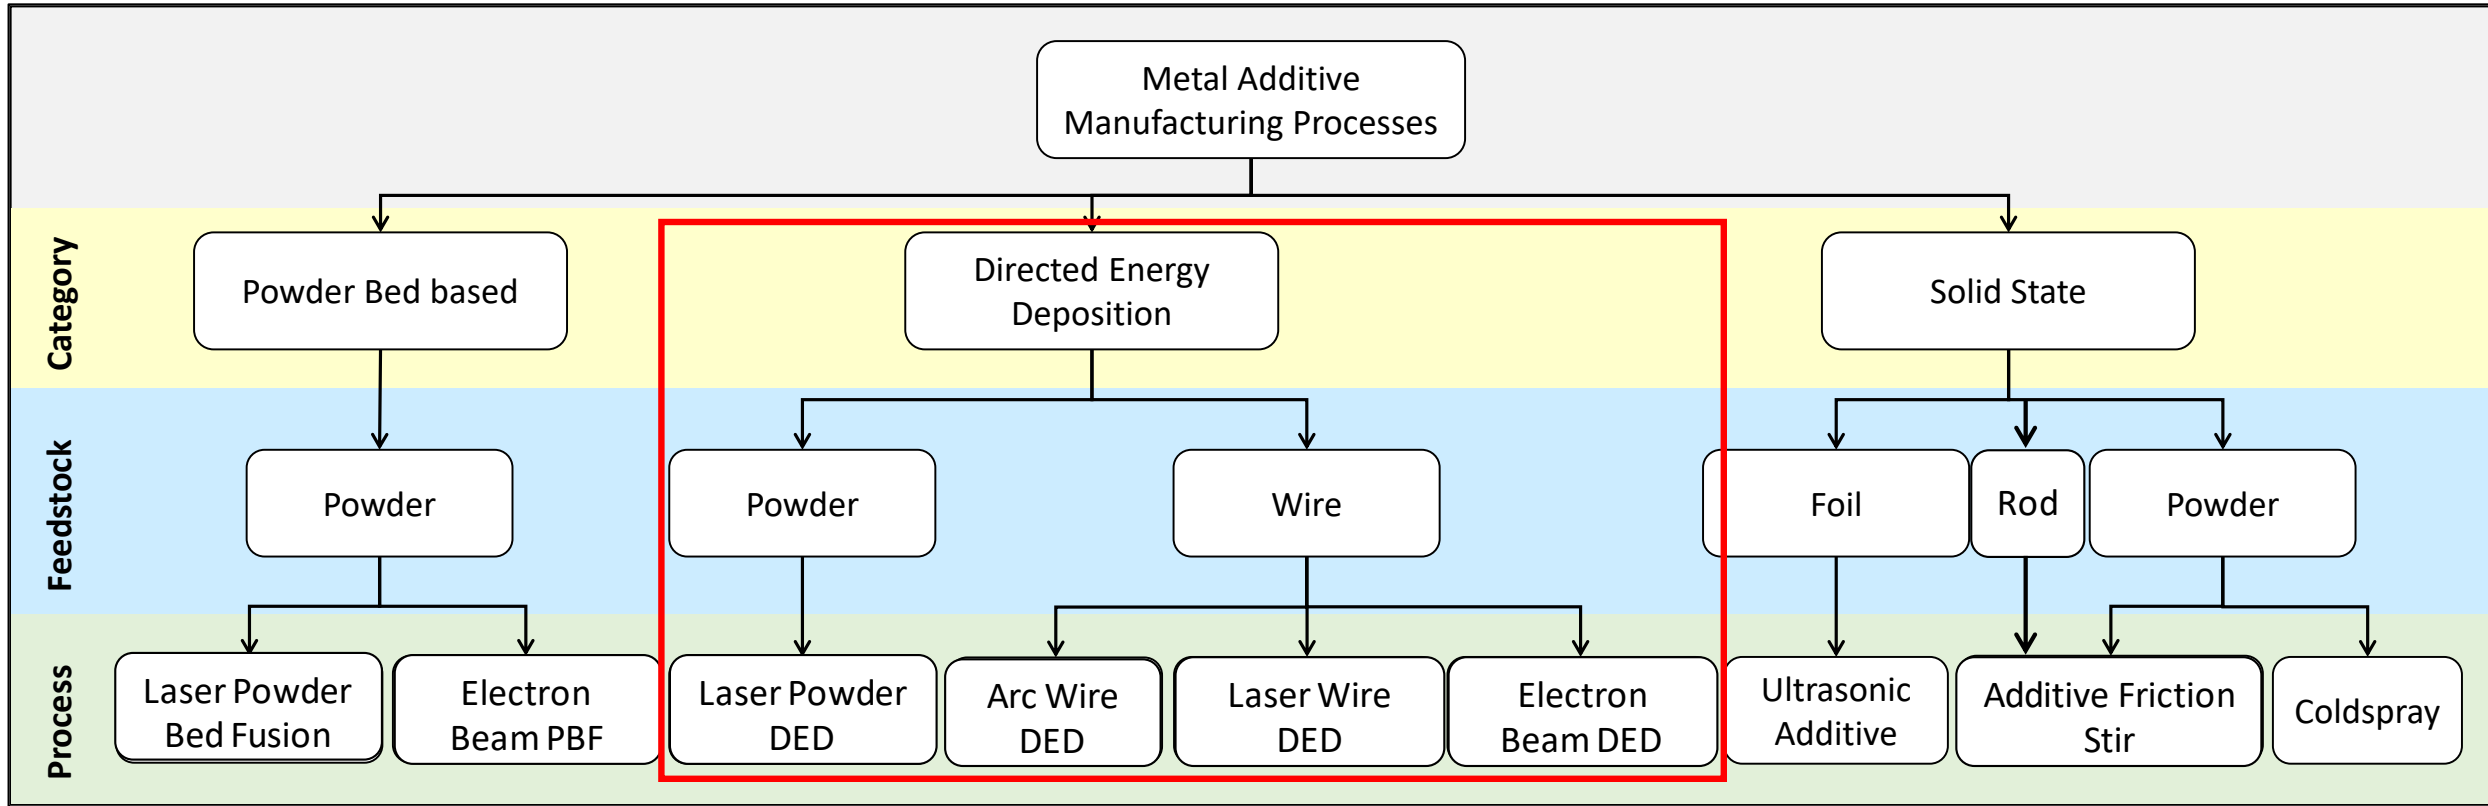 Metal Additive
Manufacturing Processes
Category
Powder Bed based
Directed Energy
Deposition
Solid State
Feedstock
Powder
Powder
Wire
Foil
Rod
Powder
Process
Laser Powder
Bed Fusion
Electron
Beam PBF
Laser Powder
DED
Arc Wire
DED
Laser Wire
DED
Electron
Beam DED
Ultrasonic
Additive
Additive Friction
Stir
Coldspray